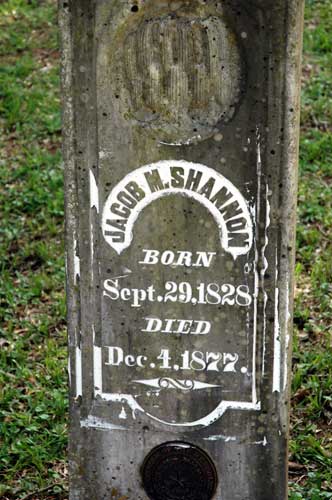 JACOB M. SHANNON
BORN
Sept. 29, 1828
DIED
Dec. 4, 1877.